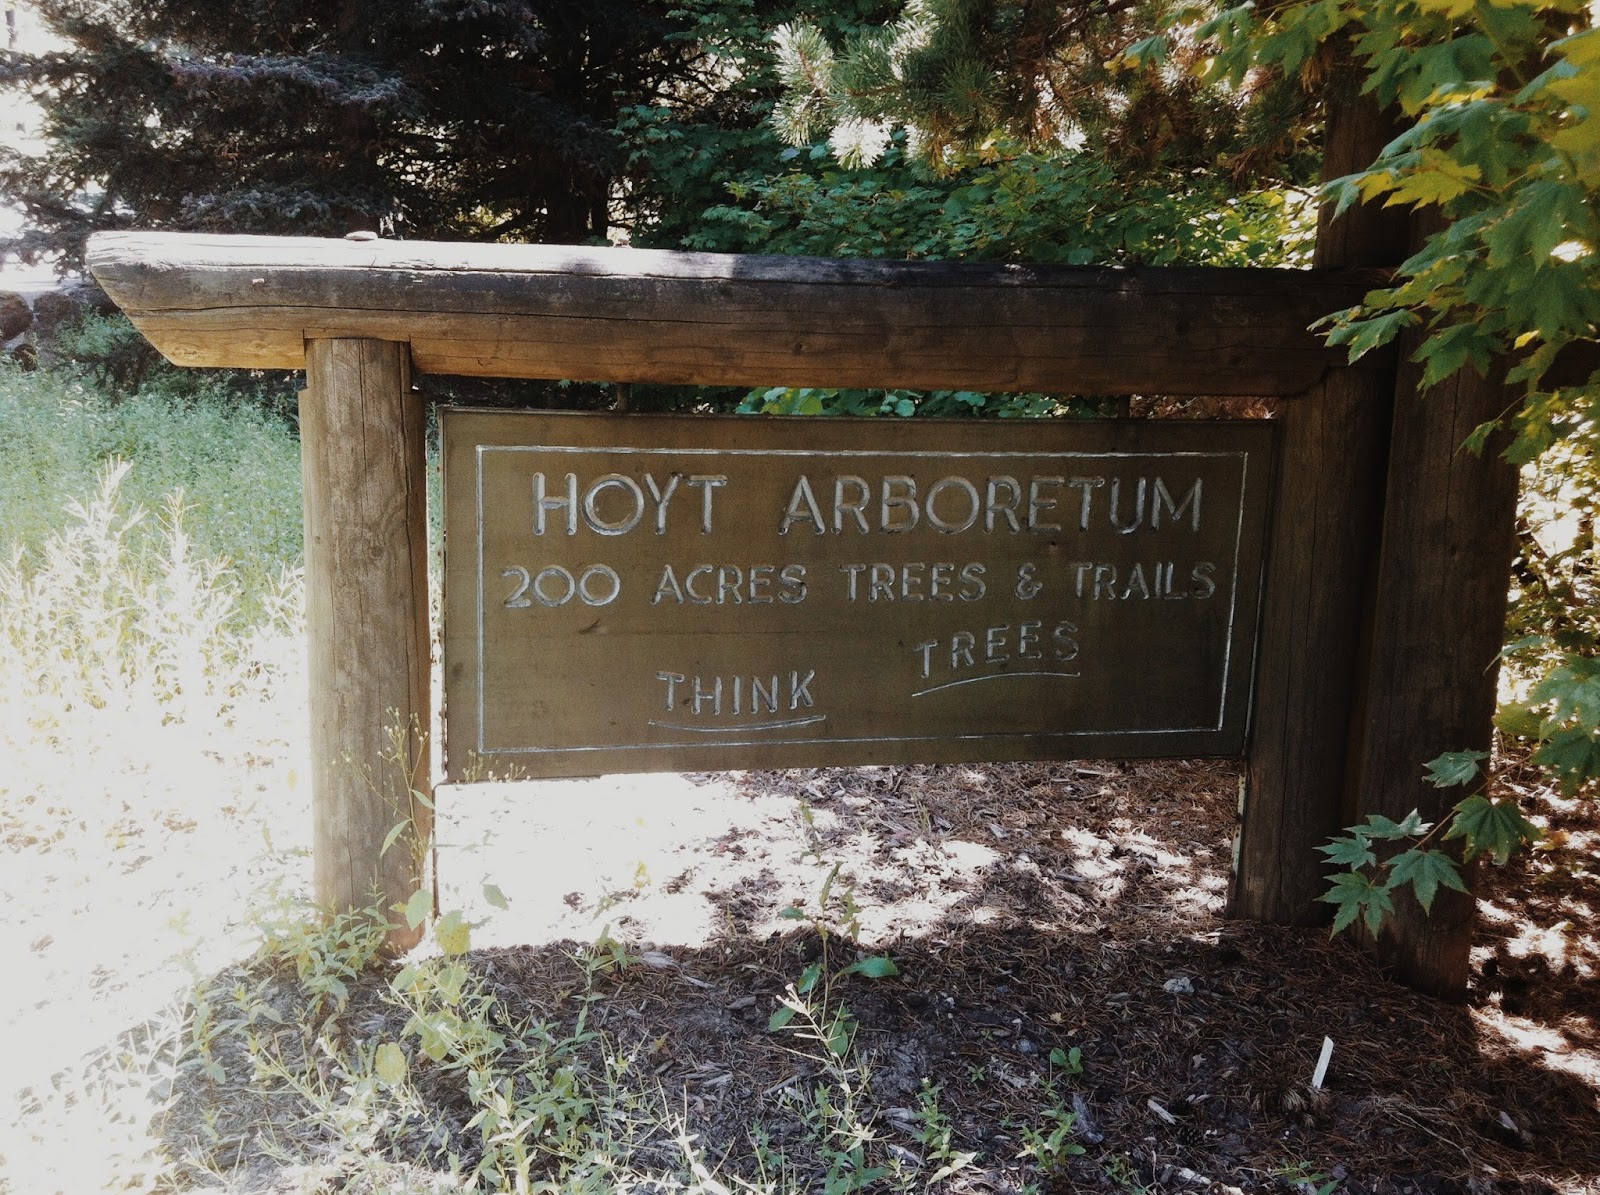 HOYT ARBORETUM
200 ACRES TREES & TRAILS
THINK TREES